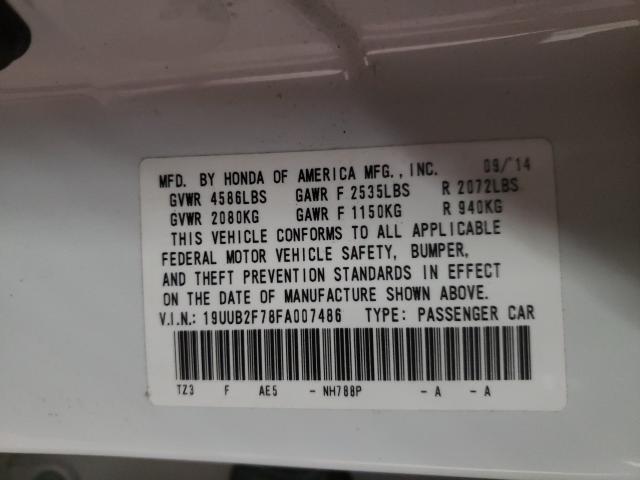 MFD. BY HONDA OF AMERICA MFG., INC. 09/'14
GVWR 4586LBS GAWR F 2535LBS R 2072LBS
GVWR 2080KG GAWR F 1150KG R 940KG
THIS VEHICLE CONFORMS TO ALL APPLICABLE
FEDERAL MOTOR VEHICLE SAFETY, BUMPER,
AND THEFT PREVENTION STANDARDS IN EFFECT
ON THE DATE OF MANUFACTURE SHOWN ABOVE.
V.I.N.: 19UUB2F78FA007486 TYPE: PASSENGER CAR
TZ3 F AE5 - NH788P - A - A